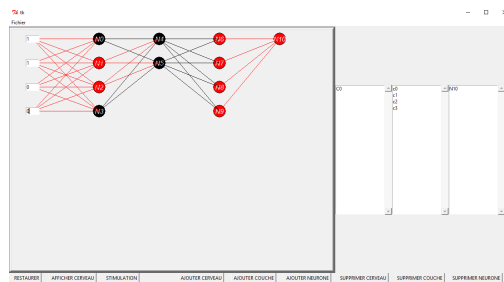 tk
Fichier
1 N0 N4 N6 N10
1 N1 N5 N7
0 N2 N8
N3 N9
C0 c0 N10
c1
c2
c3
RESTAURER AFFICHER CERVEAU STIMULATION AJOUTER CERVEAU AJOUTER COUCHE AJOUTER NEURONE SUPPRIMER CERVEAU SUPPRIMER COUCHE SUPPRIMER NEURONE